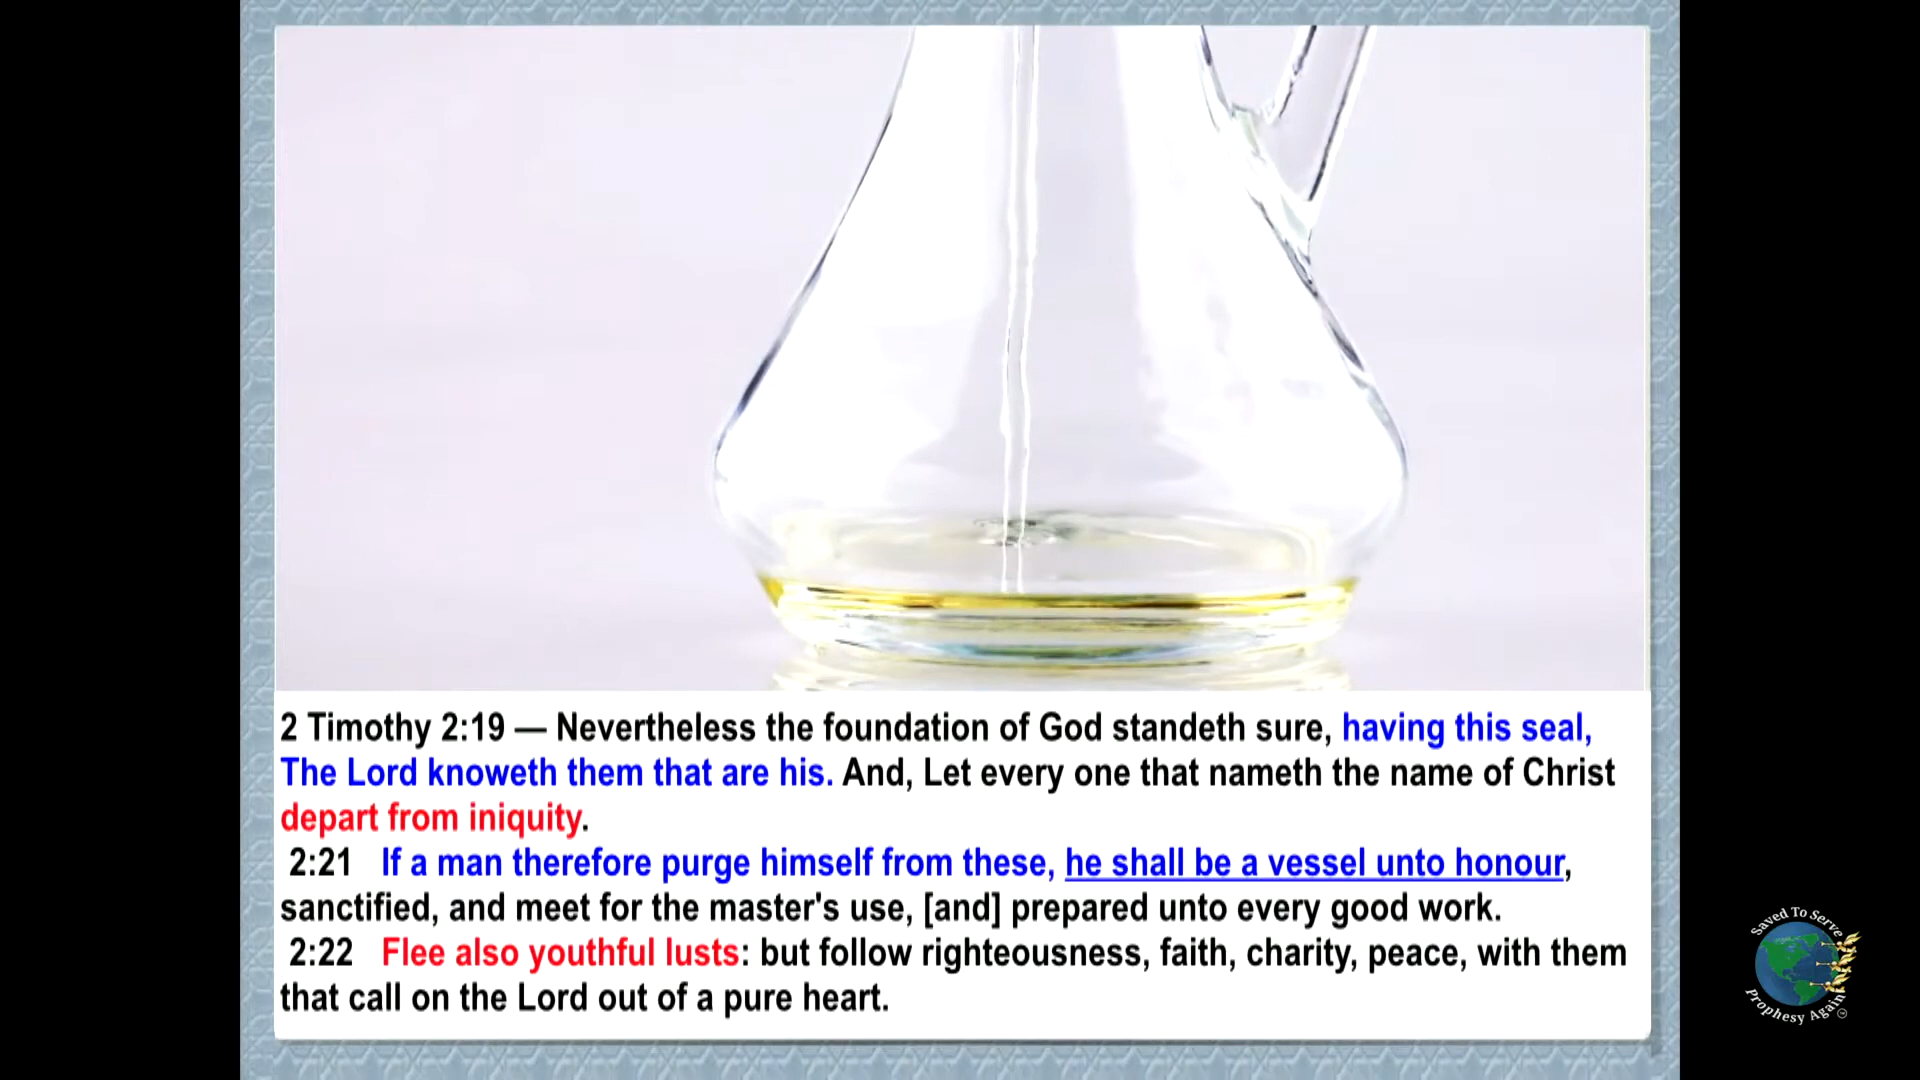 2 Timothy 2:19 — Nevertheless the foundation of God standeth sure, having this seal,
The Lord knoweth them that are his. And, Let every one that nameth the name of Christ
depart from iniquity.
2:21 If a man therefore purge himself from these, he shall be a vessel unto honour,
sanctified, and meet for the master's use, [and] prepared unto every good work.
2:22 Flee also youthful lusts: but follow righteousness, faith, charity, peace, with them
that call on the Lord out of a pure heart.
Saved To Serve
Prophesy Again